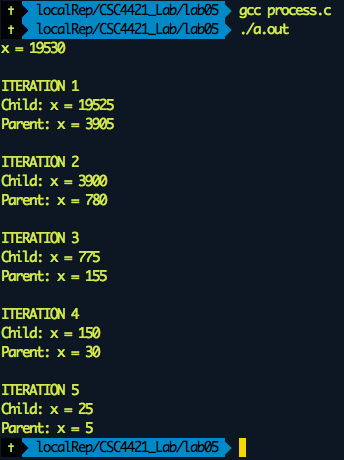 † localRep/CSC4421_Lab/lab05 gcc process.c
† localRep/CSC4421_Lab/lab05 ./a.out
x = 19530
ITERATION 1
Child: x = 19525
Parent: x = 3905
ITERATION 2
Child: x = 3900
Parent: x = 780
ITERATION 3
Child: x = 775
Parent: x = 155
ITERATION 4
Child: x = 150
Parent: x = 30
ITERATION 5
Child: x = 25
Parent: x = 5
† localRep/CSC4421_Lab/lab05